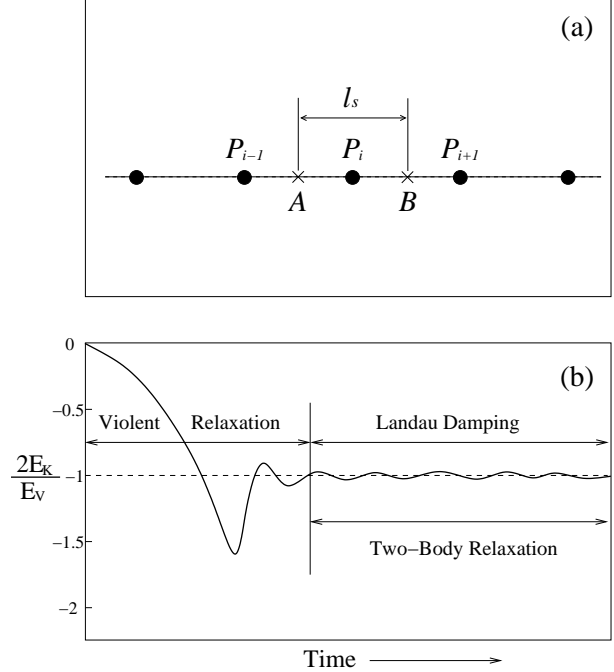 (a)
l_s
P_{i-1} P_i P_{i+1}
A B
(b)
0
-0.5
Violent Relaxation Landau Damping
2E_K
-1
E_V
-1.5
Two-Body Relaxation
-2
Time